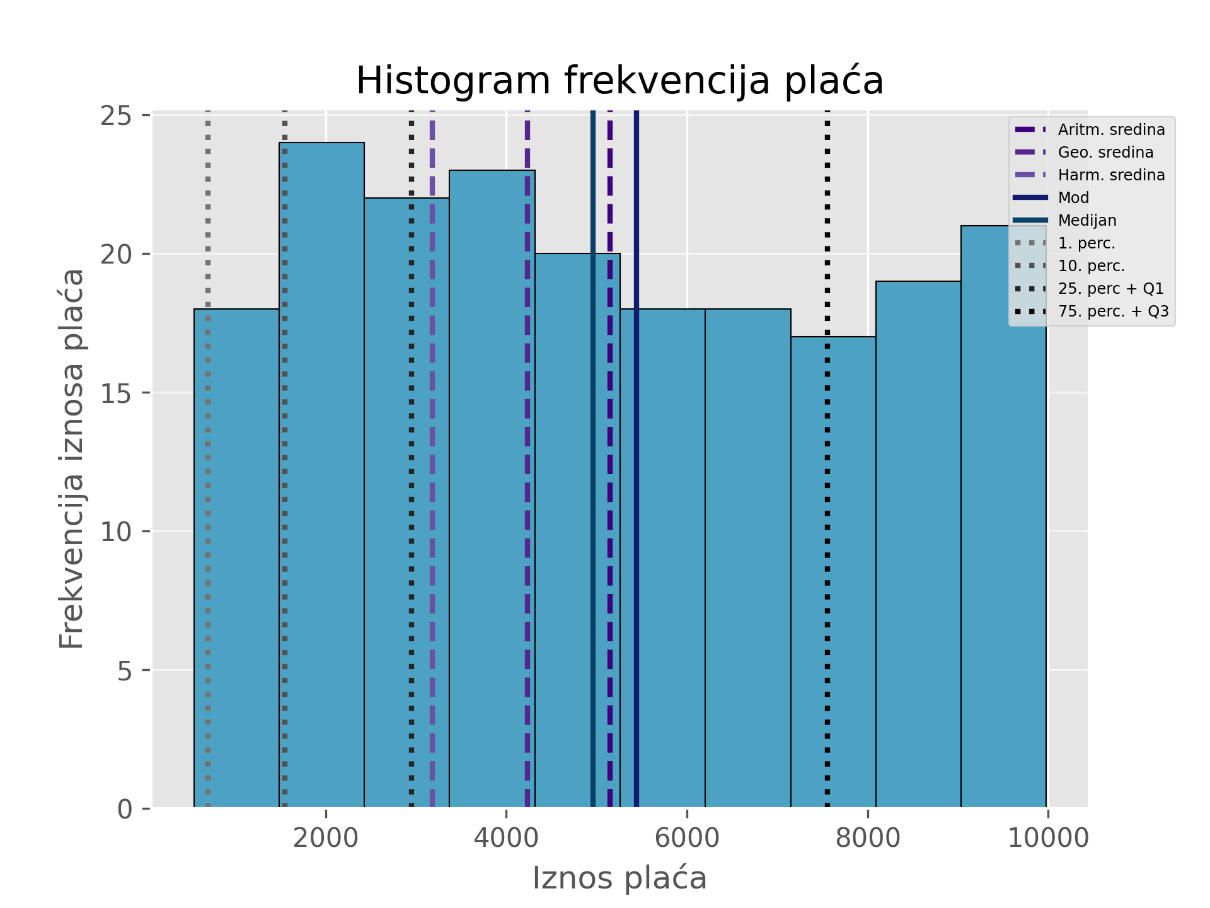 Histogram frekvencija plaća
Frekvencija iznosa plaća
25
20
15
10
5
0
2000
4000
6000
8000
10000
Iznos plaća
Aritm. sredina
Geo. sredina
Harm. sredina
Mod
Medijan
1. perc.
10. perc.
25. perc + Q1
75. perc. + Q3